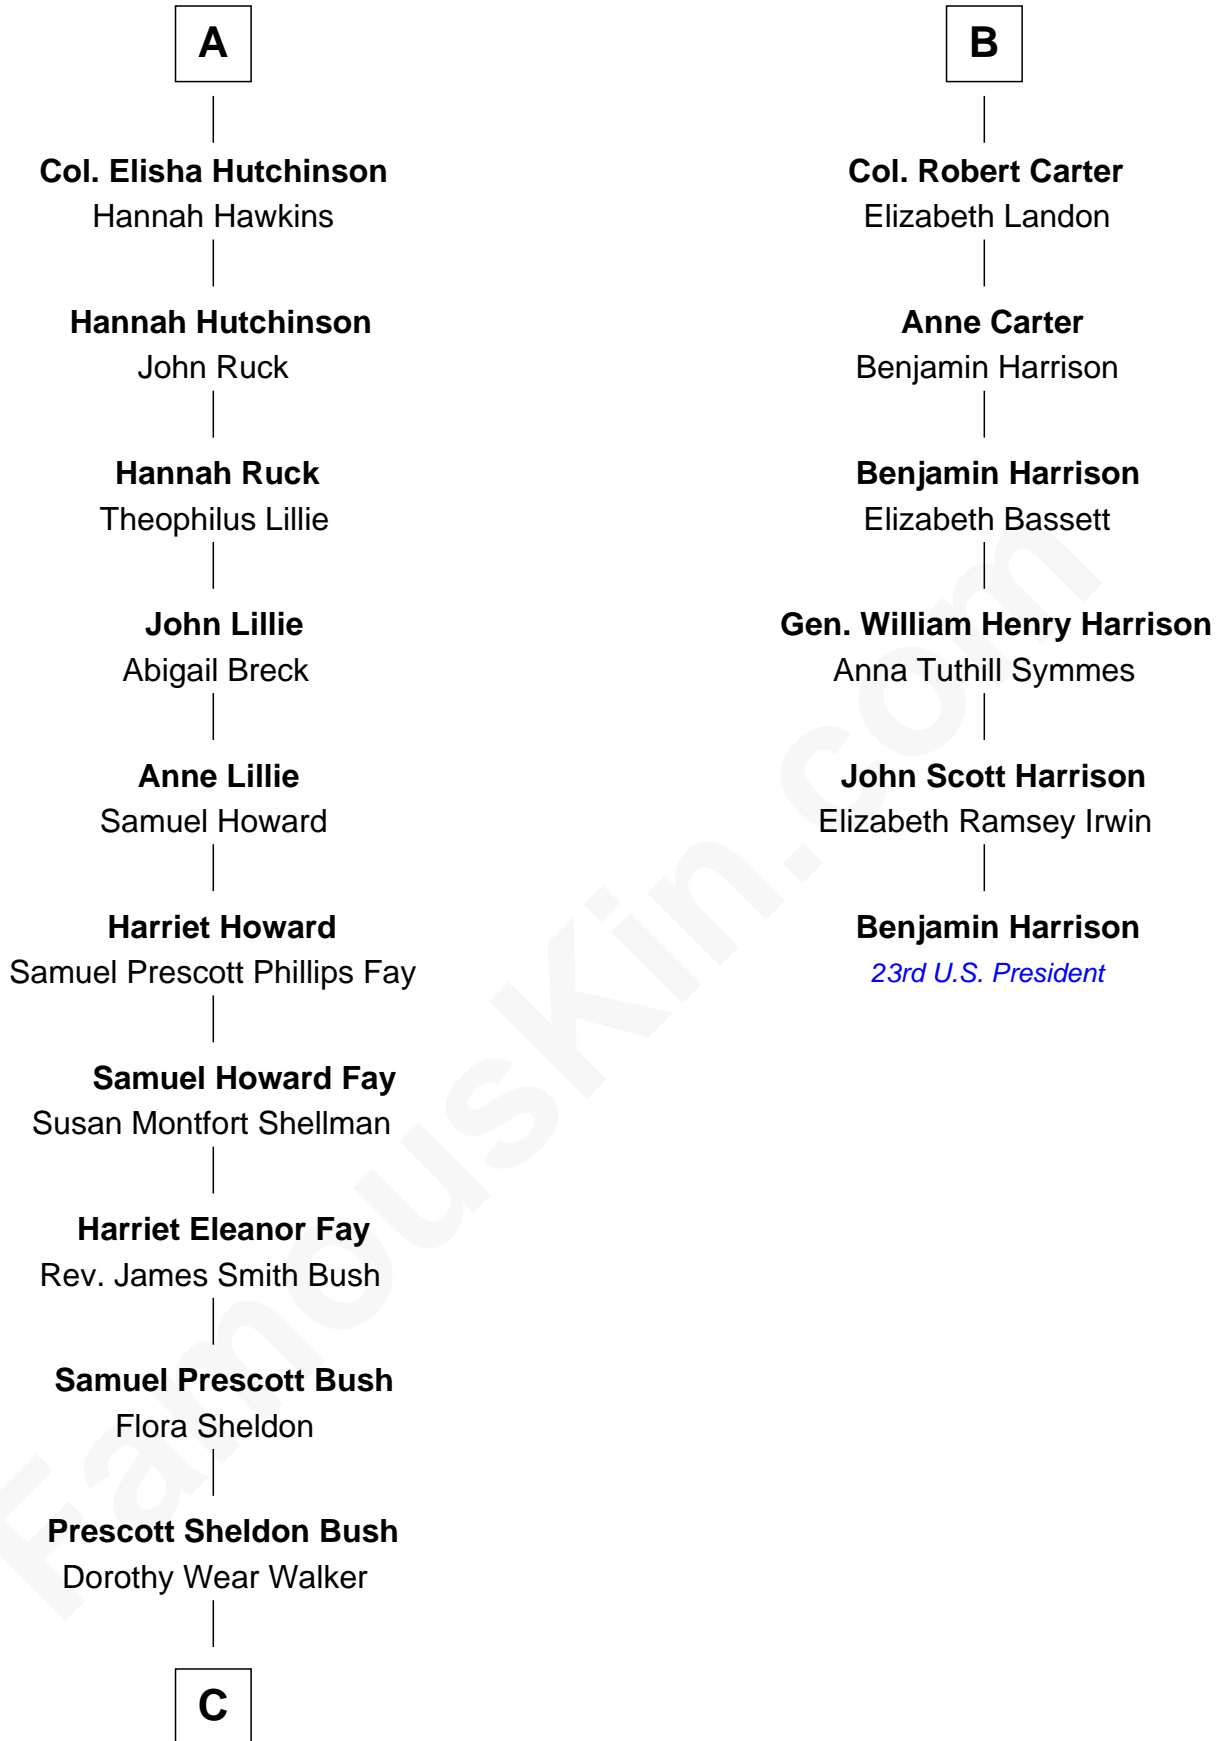 A
Col. Elisha Hutchinson
Hannah Hawkins
Hannah Hutchinson
John Ruck
Hannah Ruck
Theophilus Lillie
John Lillie
Abigail Breck
Anne Lillie
Samuel Howard
Harriet Howard
Samuel Prescott Phillips Fay
Samuel Howard Fay
Susan Montfort Shellman
Harriet Eleanor Fay
Rev. James Smith Bush
Samuel Prescott Bush
Flora Sheldon
Prescott Sheldon Bush
Dorothy Wear Walker
C
B
Col. Robert Carter
Elizabeth Landon
Anne Carter
Benjamin Harrison
Benjamin Harrison
Elizabeth Bassett
Gen. William Henry Harrison
Anna Tuthill Symmes
John Scott Harrison
Elizabeth Ramsey Irwin
Benjamin Harrison
23rd U.S. President
FamousKin.com